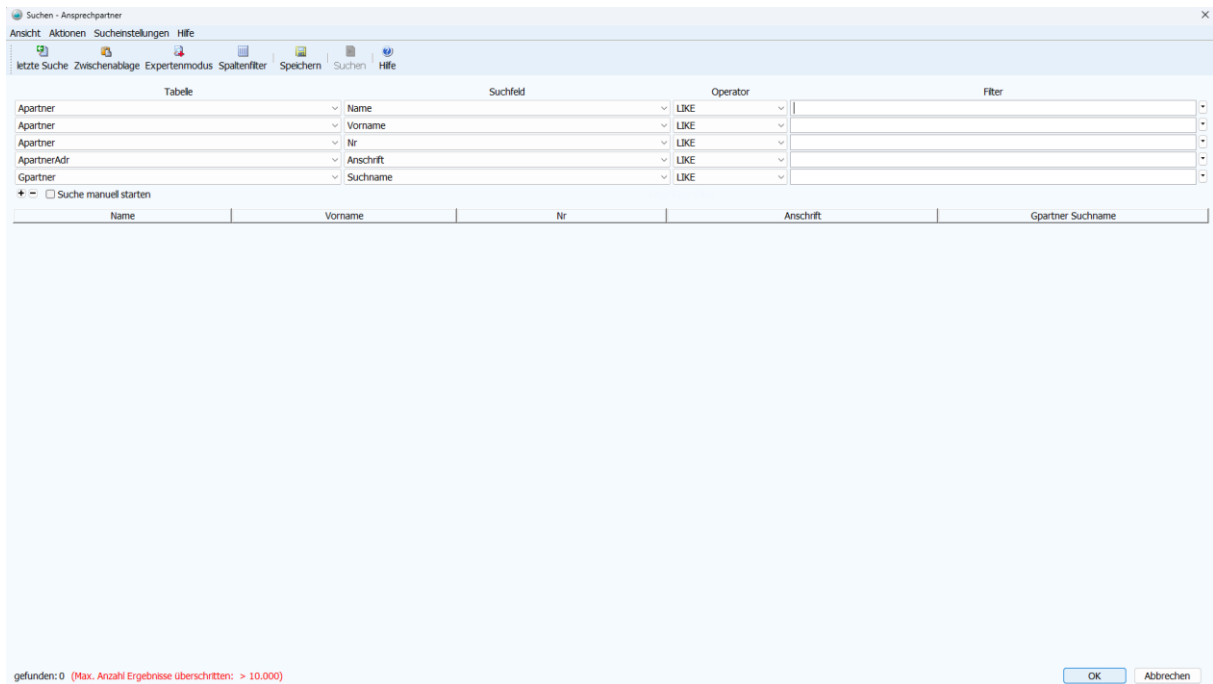 Suchen - Ansprechpartner
Ansicht Aktionen Sucheinstellungen Hilfe
letzte Suche Zwischenablage Expertenmodus Spaltenfilter Speichern Suchen Hilfe
Tabelle Suchfeld Operator Filter
Apartner Name LIKE
Apartner Vorname LIKE
Apartner Nr LIKE
ApartnerAdr Anschrift LIKE
Gpartner Suchname LIKE
+ − Suche manuell starten
Name Vorname Nr Anschrift Gpartner Suchname
gefunden: 0 (Max. Anzahl Ergebnisse überschritten: > 10.000) OK Abbrechen